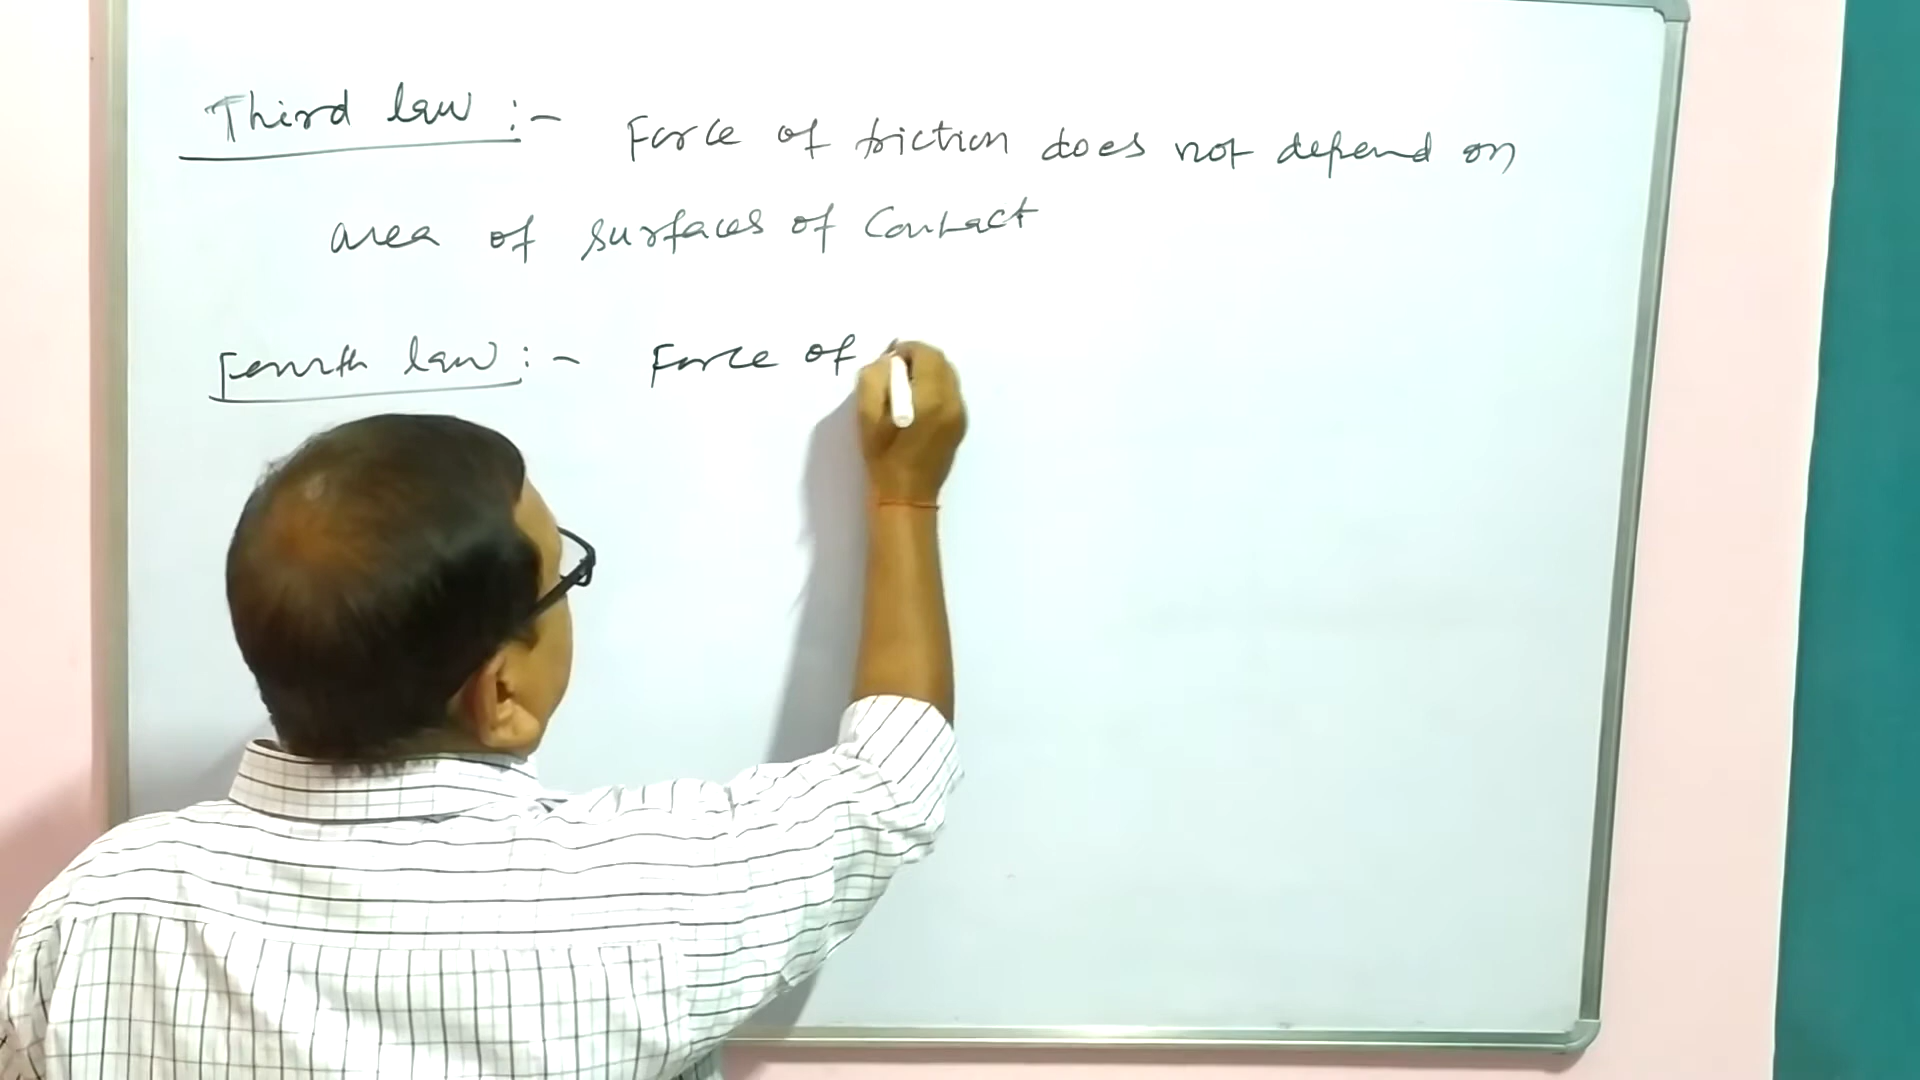 Third law :- Force of friction does not depend on
area of surfaces of Contact
Fourth law :- Force of